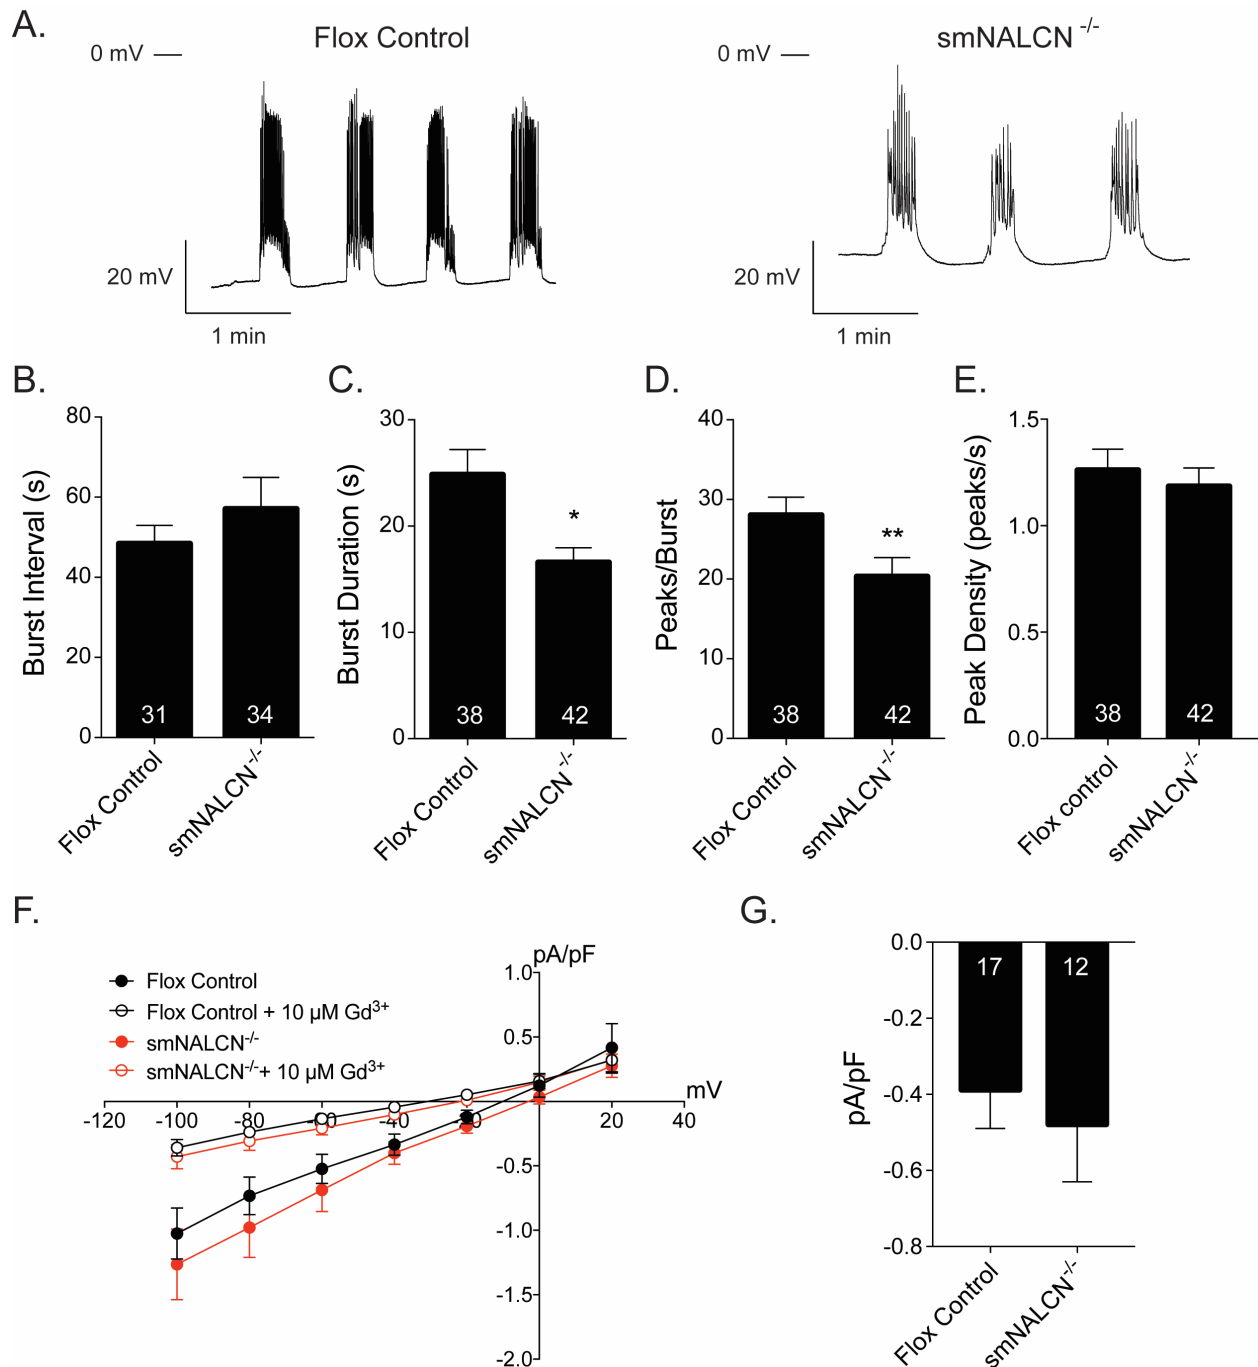 A.
Flox Control
smNALCN -/-
0 mV
0 mV
20 mV
1 min
20 mV
1 min
B.
Burst Interval (s)
80
60
40
20
0
31
34
Flox Control
smNALCN-/-
C.
Burst Duration (s)
30
20
10
0
*
38
42
Flox Control
smNALCN-/-
D.
Peaks/Burst
40
30
20
10
0
**
38
42
Flox Control
smNALCN-/-
E.
Peak Density (peaks/s)
1.5
1.0
0.5
0.0
38
42
Flox control
smNALCN-/-
F.
Flox Control
Flox Control + 10 µM Gd3+
smNALCN-/-
smNALCN-/-+ 10 µM Gd3+
pA/pF
1.0
0.5
mV
-120
-100
-80
-60
-40
-20
20
40
-0.5
-1.0
-1.5
-2.0
G.
pA/pF
0.0
-0.2
-0.4
-0.6
-0.8
17
12
Flox Control
smNALCN-/-